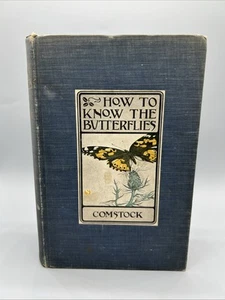 HOW TO
KNOW THE
BUTTERFLIES
COMSTOCK